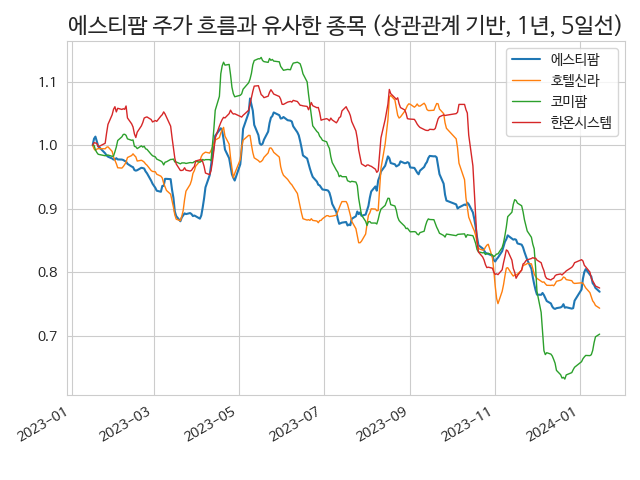 에스티팜 주가 흐름과 유사한 종목 (상관관계 기반, 1년, 5일선)
에스티팜
호텔신라
코미팜
한온시스템
1.1
1.0
0.9
0.8
0.7
2023-01
2023-03
2023-05
2023-07
2023-09
2023-11
2024-01